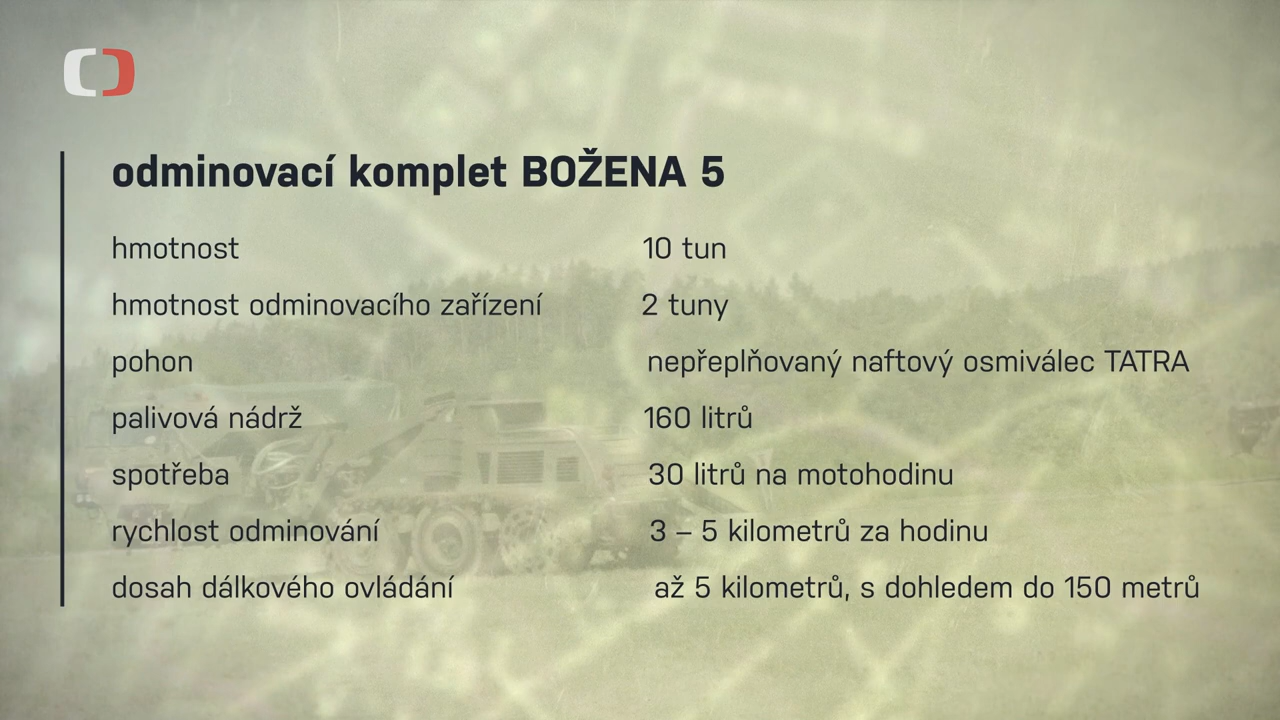 odminovací komplet BOŽENA 5
hmotnost 10 tun
hmotnost odminovacího zařízení 2 tuny
pohon nepřeplňovaný naftový osmiválec TATRA
palivová nádrž 160 litrů
spotřeba 30 litrů na motohodinu
rychlost odminování 3 – 5 kilometrů za hodinu
dosah dálkového ovládání až 5 kilometrů, s dohledem do 150 metrů